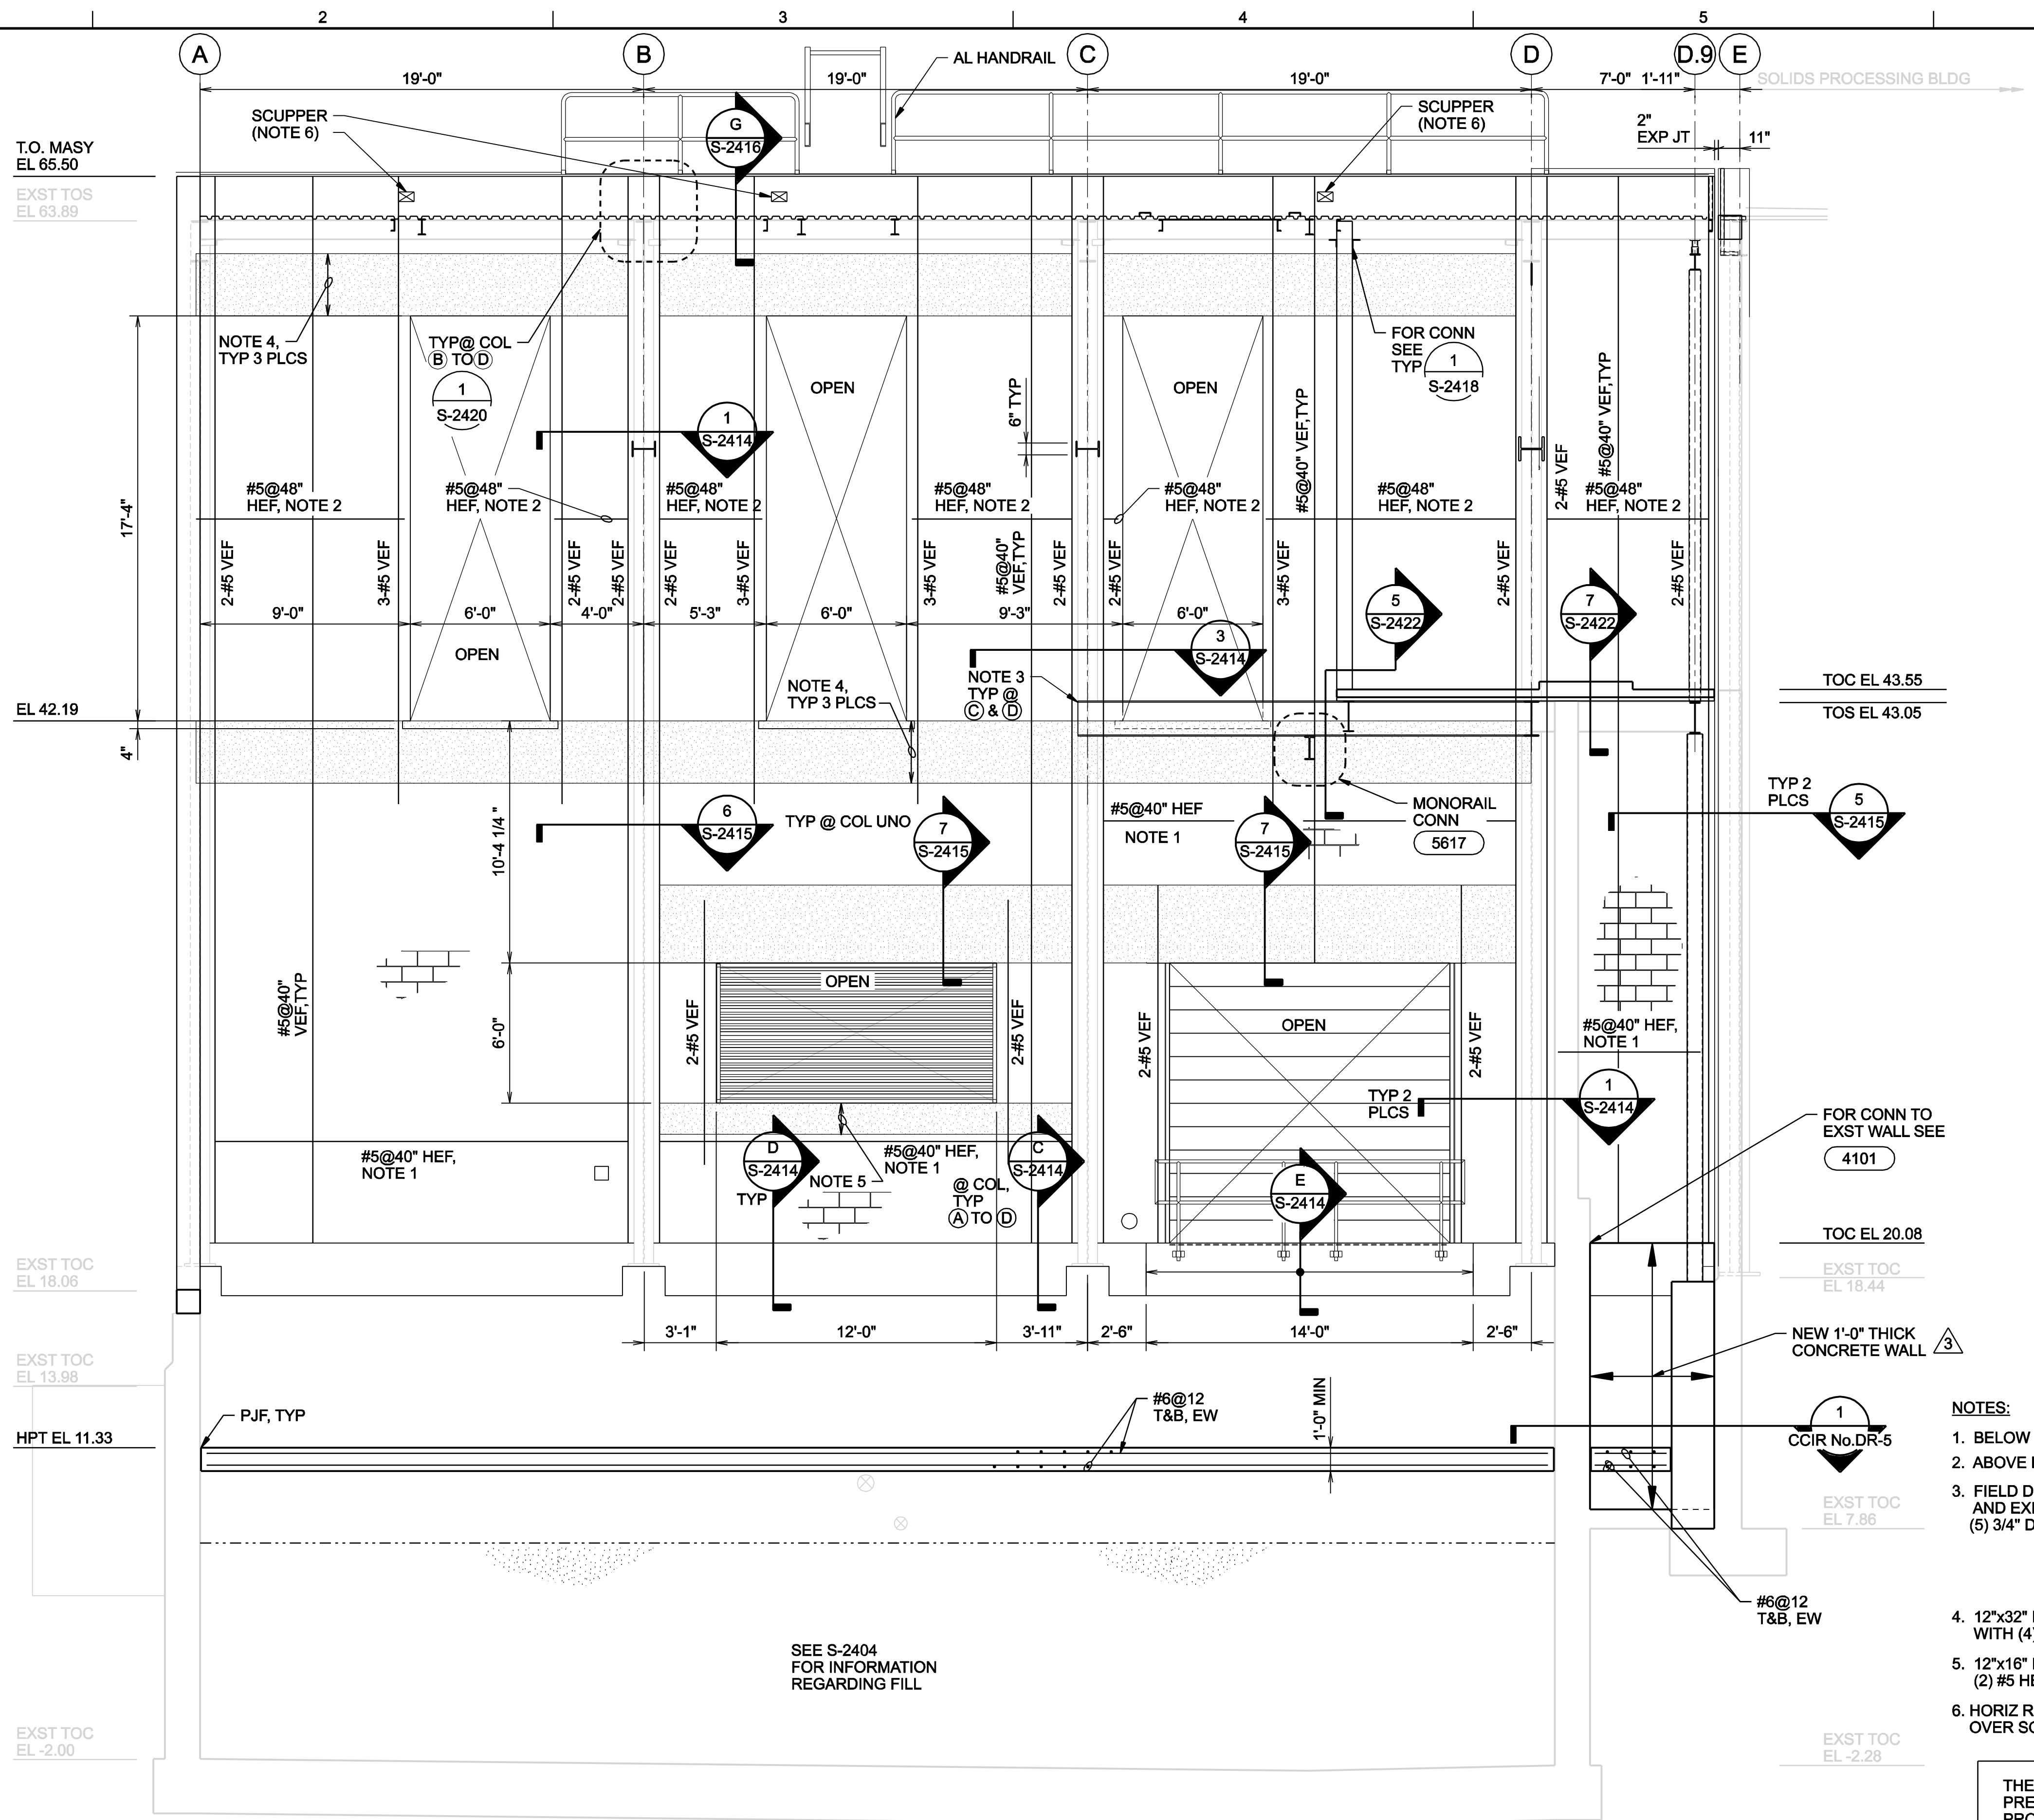 2
3
4
5
A
B
C
D
D.9
E
19'-0"
19'-0"
19'-0"
7'-0"
1'-11"
AL HANDRAIL
SOLIDS PROCESSING BLDG
SCUPPER
(NOTE 6)
G
S-2416
SCUPPER
(NOTE 6)
2"
EXP JT
11"
T.O. MASY
EL 65.50
EXST TOS
EL 63.89
NOTE 4,
TYP 3 PLCS
TYP@ COL
B TO D
1
S-2420
OPEN
OPEN
FOR CONN
SEE
TYP
1
S-2418
1
S-2414
6" TYP
#5@40" VEF,TYP
#5@40" VEF,TYP
2-#5 VEF
17'-4"
#5@48"
HEF, NOTE 2
#5@48"
HEF, NOTE 2
#5@48"
HEF, NOTE 2
#5@48"
HEF, NOTE 2
#5@48"
HEF, NOTE 2
#5@48"
HEF, NOTE 2
#5@48"
HEF, NOTE 2
2-#5 VEF
3-#5 VEF
2-#5 VEF
2-#5 VEF
2-#5 VEF
3-#5 VEF
3-#5 VEF
#5@40"
VEF,TYP
2-#5 VEF
2-#5 VEF
3-#5 VEF
2-#5 VEF
2-#5 VEF
9'-0"
6'-0"
4'-0"
5'-3"
6'-0"
9'-3"
6'-0"
5
S-2422
7
S-2422
OPEN
3
S-2414
NOTE 3
TYP @
C & D
NOTE 4,
TYP 3 PLCS
TOC EL 43.55
TOS EL 43.05
EL 42.19
4"
10'-4 1/4 "
6
S-2415
TYP @ COL UNO
7
S-2415
#5@40" HEF
NOTE 1
7
S-2415
MONORAIL
CONN
5617
TYP 2
PLCS
5
S-2415
#5@40"
VEF,TYP
6'-0"
2-#5 VEF
OPEN
2-#5 VEF
2-#5 VEF
OPEN
2-#5 VEF
#5@40" HEF,
NOTE 1
TYP 2
PLCS
1
S-2414
FOR CONN TO
EXST WALL SEE
4101
#5@40" HEF,
NOTE 1
D
S-2414
TYP
NOTE 5
#5@40" HEF,
NOTE 1
@ COL,
TYP
A TO D
C
S-2414
E
S-2414
TOC EL 20.08
EXST TOC
EL 18.06
EXST TOC
EL 18.44
3'-1"
12'-0"
3'-11"
2'-6"
14'-0"
2'-6"
NEW 1'-0" THICK
CONCRETE WALL
3
EXST TOC
EL 13.98
PJF, TYP
#6@12
T&B, EW
1'-0" MIN
1
CCIR No.DR-5
HPT EL 11.33
NOTES:
1. BELOW
2. ABOVE
3. FIELD D
AND EX
(5) 3/4" D
EXST TOC
EL 7.86
#6@12
T&B, EW
4. 12"x32"
WITH (4)
5. 12"x16"
(2) #5 HE
6. HORIZ R
OVER SC
SEE S-2404
FOR INFORMATION
REGARDING FILL
EXST TOC
EL -2.00
EXST TOC
EL -2.28
THE
PRE
PRO